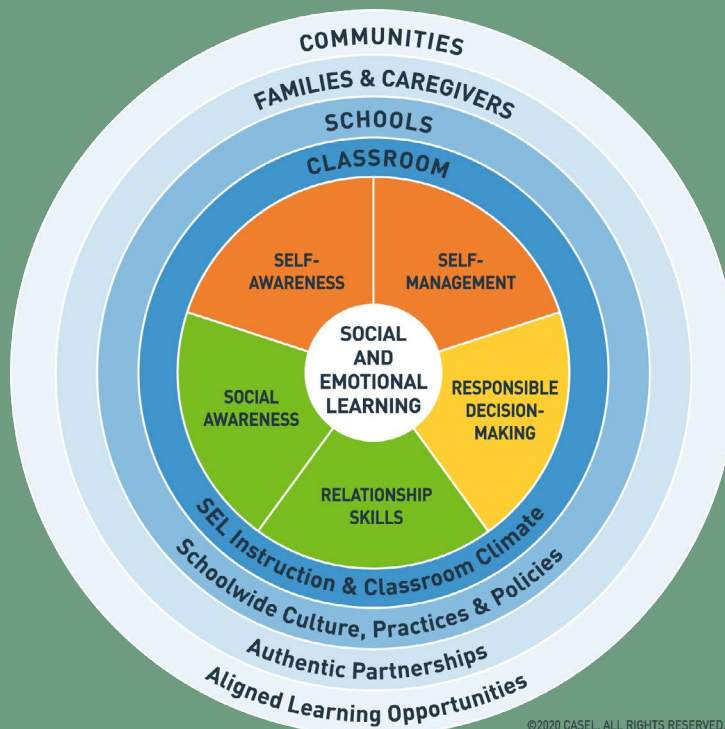 COMMUNITIES
FAMILIES & CAREGIVERS
SCHOOLS
CLASSROOM
SELF-
AWARENESS
SELF-
MANAGEMENT
SOCIAL
AND
EMOTIONAL
LEARNING
SOCIAL
AWARENESS
RESPONSIBLE
DECISION-
MAKING
RELATIONSHIP
SKILLS
SEL Instruction & Classroom Climate
Schoolwide Culture, Practices & Policies
Authentic Partnerships
Aligned Learning Opportunities
©2020 CASEL. ALL RIGHTS RESERVED